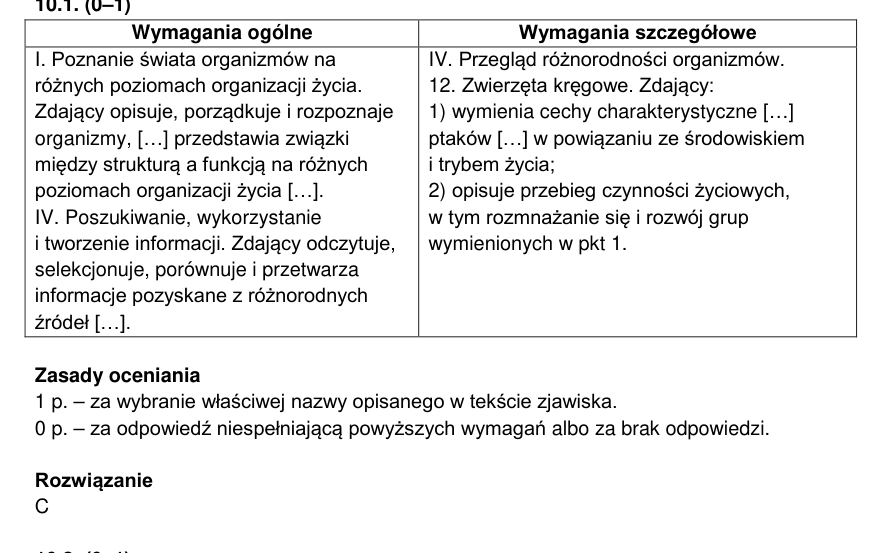 10.1. (0–1)
Wymagania ogólne
Wymagania szczegółowe
I. Poznanie świata organizmów na
różnych poziomach organizacji życia.
Zdający opisuje, porządkuje i rozpoznaje
organizmy, […] przedstawia związki
między strukturą a funkcją na różnych
poziomach organizacji życia […].
IV. Poszukiwanie, wykorzystanie
i tworzenie informacji. Zdający odczytuje,
selekcjonuje, porównuje i przetwarza
informacje pozyskane z różnorodnych
źródeł […].
IV. Przegląd różnorodności organizmów.
12. Zwierzęta kręgowe. Zdający:
1) wymienia cechy charakterystyczne […]
ptaków […] w powiązaniu ze środowiskiem
i trybem życia;
2) opisuje przebieg czynności życiowych,
w tym rozmnażanie się i rozwój grup
wymienionych w pkt 1.
Zasady oceniania
1 p. – za wybranie właściwej nazwy opisanego w tekście zjawiska.
0 p. – za odpowiedź niespełniającą powyższych wymagań albo za brak odpowiedzi.
Rozwiązanie
C